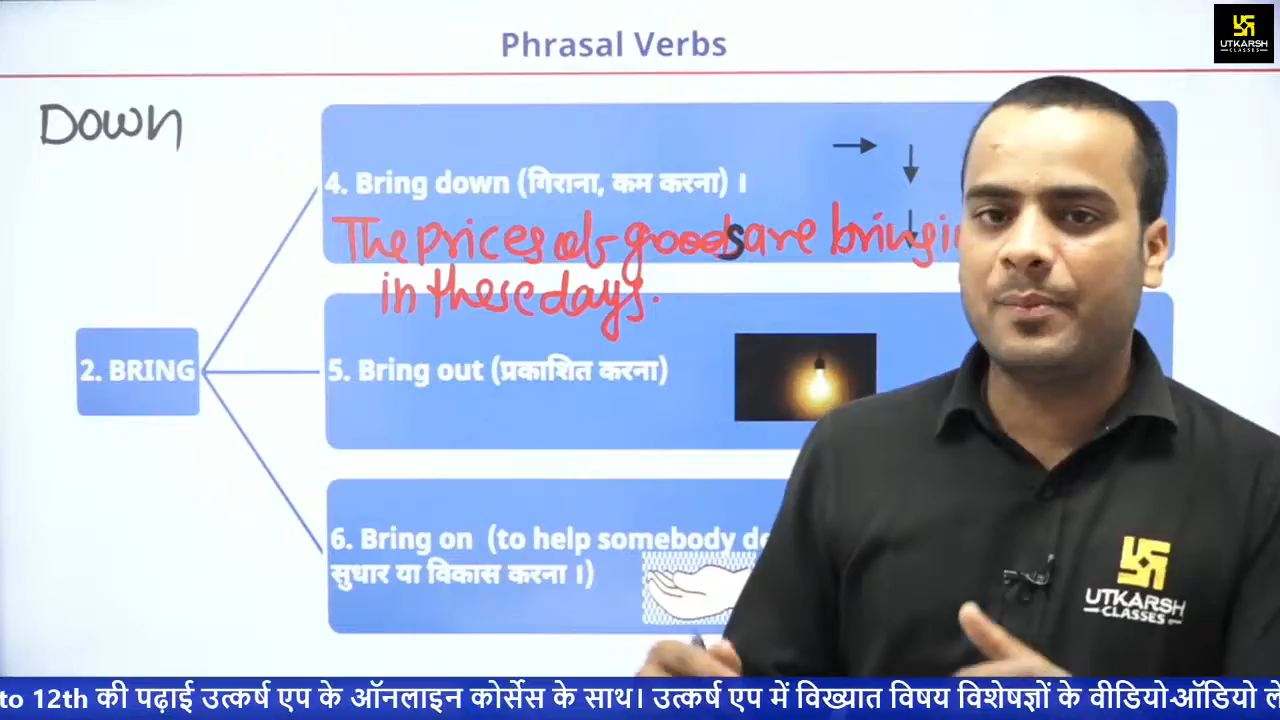 Phrasal Verbs
UTKARSH
CLASSES
Down
4. Bring down (गिराना, कम करना) ।
The prices of goods are bringin
in these days.
2. BRING
5. Bring out (प्रकाशित करना)
6. Bring on (to help somebody de
सुधार या विकास करना ।)
UTKARSH
CLASSES
to 12th की पढ़ाई उत्कर्ष एप के ऑनलाइन कोर्सेस के साथ। उत्कर्ष एप में विख्यात विषय विशेषज्ञों के वीडियो-ऑडियो ले